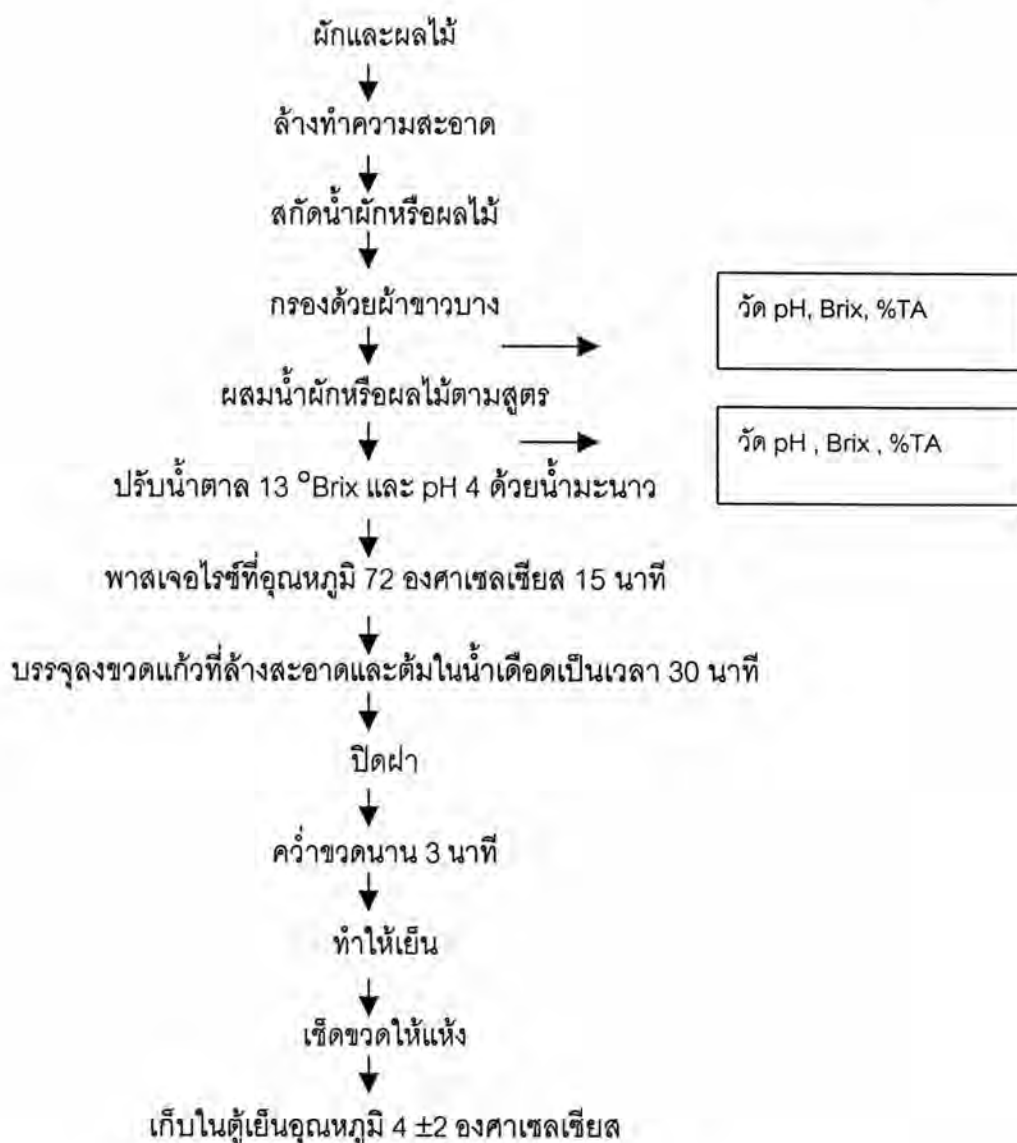 ผักและผลไม้
ล้างทำความสะอาด
สกัดน้ำผักหรือผลไม้
กรองด้วยผ้าขาวบาง
วัด pH, Brix, %TA
ผสมน้ำผักหรือผลไม้ตามสูตร
วัด pH , Brix , %TA
ปรับน้ำตาล 13 °Brix และ pH 4 ด้วยน้ำมะนาว
พาสเจอไรซ์ที่อุณหภูมิ 72 องศาเซลเซียส 15 นาที
บรรจุลงขวดแก้วที่ล้างสะอาดและต้มในน้ำเดือดเป็นเวลา 30 นาที
ปิดฝา
คว่ำขวดนาน 3 นาที
ทำให้เย็น
เช็ดขวดให้แห้ง
เก็บในตู้เย็นอุณหภูมิ 4 ±2 องศาเซลเซียส